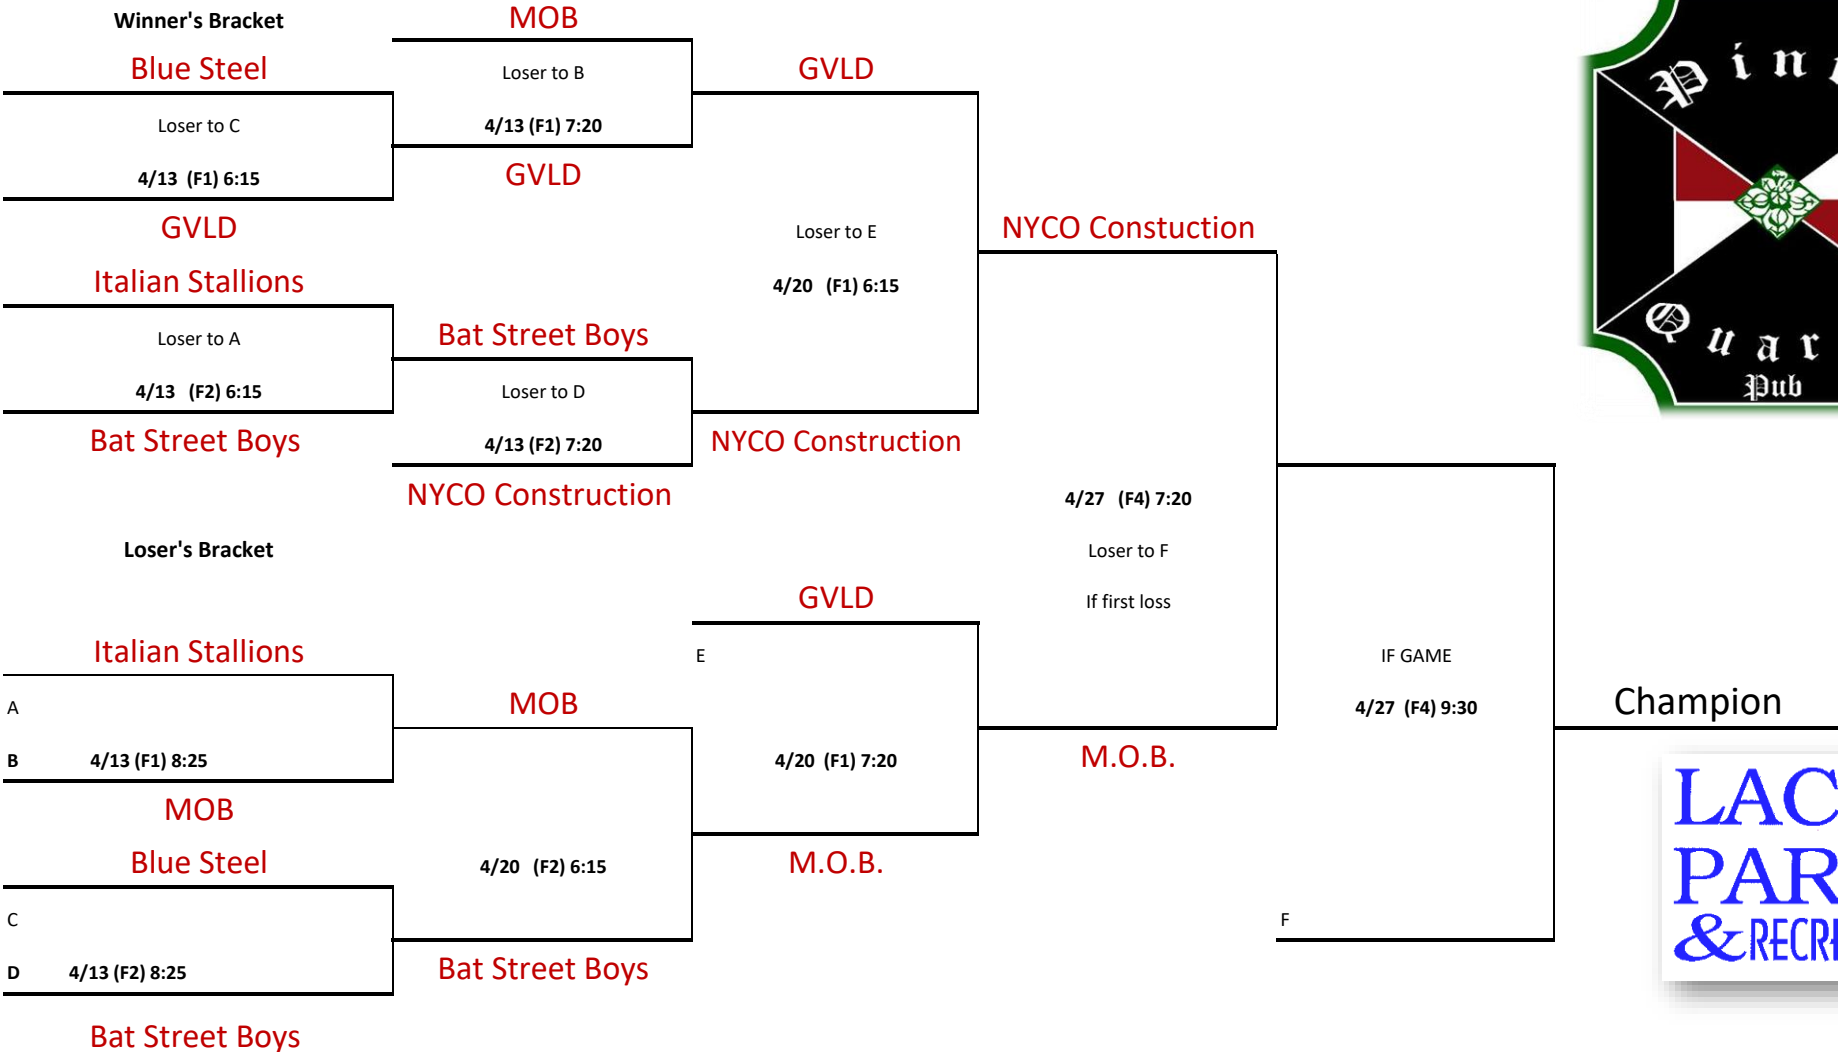 Winner's Bracket
MOB
Blue Steel
Loser to B
GVLD
Loser to C
4/13 (F1) 7:20
4/13 (F1) 6:15
GVLD
GVLD
Loser to E
NYCO Constuction
Italian Stallions
4/20 (F1) 6:15
Loser to A
Bat Street Boys
4/13 (F2) 6:15
Loser to D
Bat Street Boys
4/13 (F2) 7:20
NYCO Construction
NYCO Construction
4/27 (F4) 7:20
Loser's Bracket
Loser to F
GVLD
If first loss
Italian Stallions
E
IF GAME
A
MOB
4/27 (F4) 9:30
Champion
B 4/13 (F1) 8:25
4/20 (F1) 7:20
M.O.B.
MOB
Blue Steel
4/20 (F2) 6:15
M.O.B.
C
F
D 4/13 (F2) 8:25
Bat Street Boys
Bat Street Boys
Pin
Quar
Pub
LAC
PAR
& RECRE